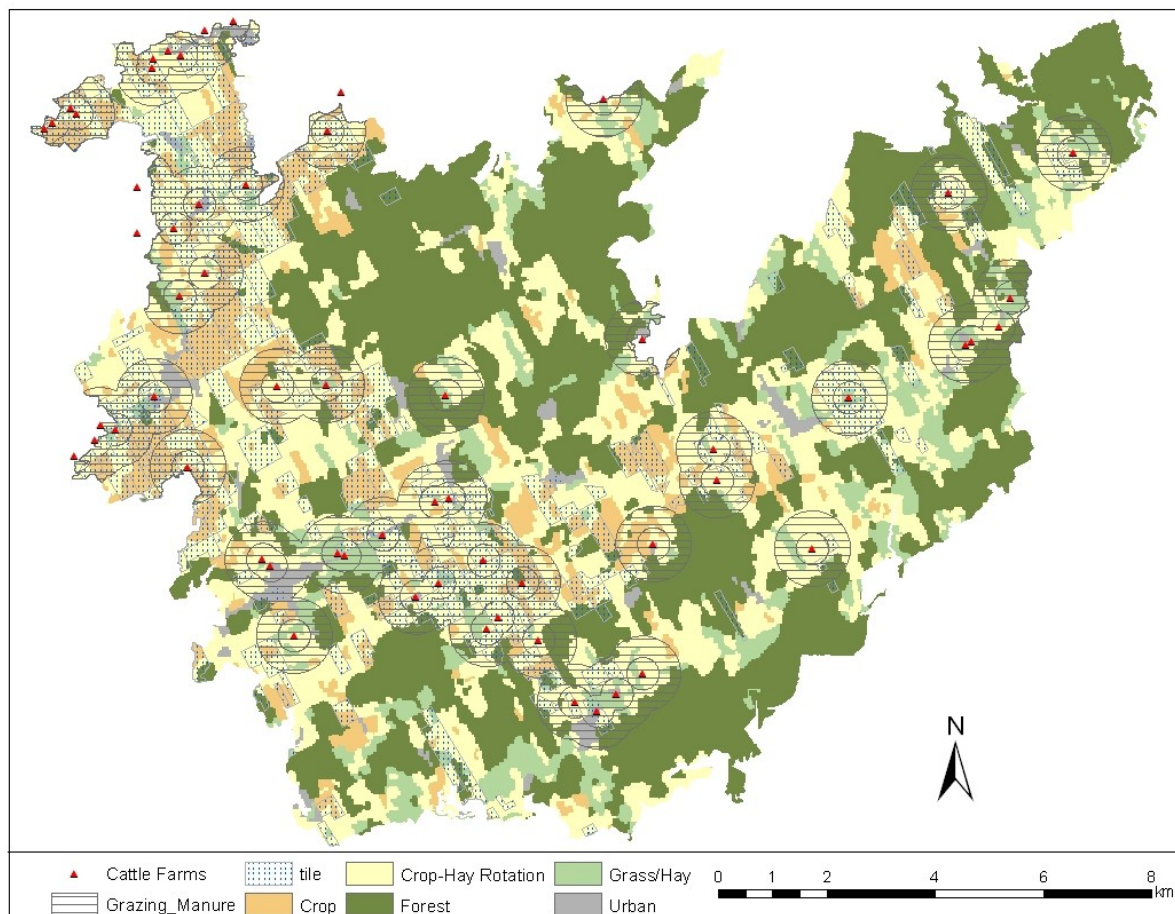 N
Cattle Farms tile Crop-Hay Rotation Grass/Hay 0 1 2 4 6 8
km
Grazing_Manure Crop Forest Urban